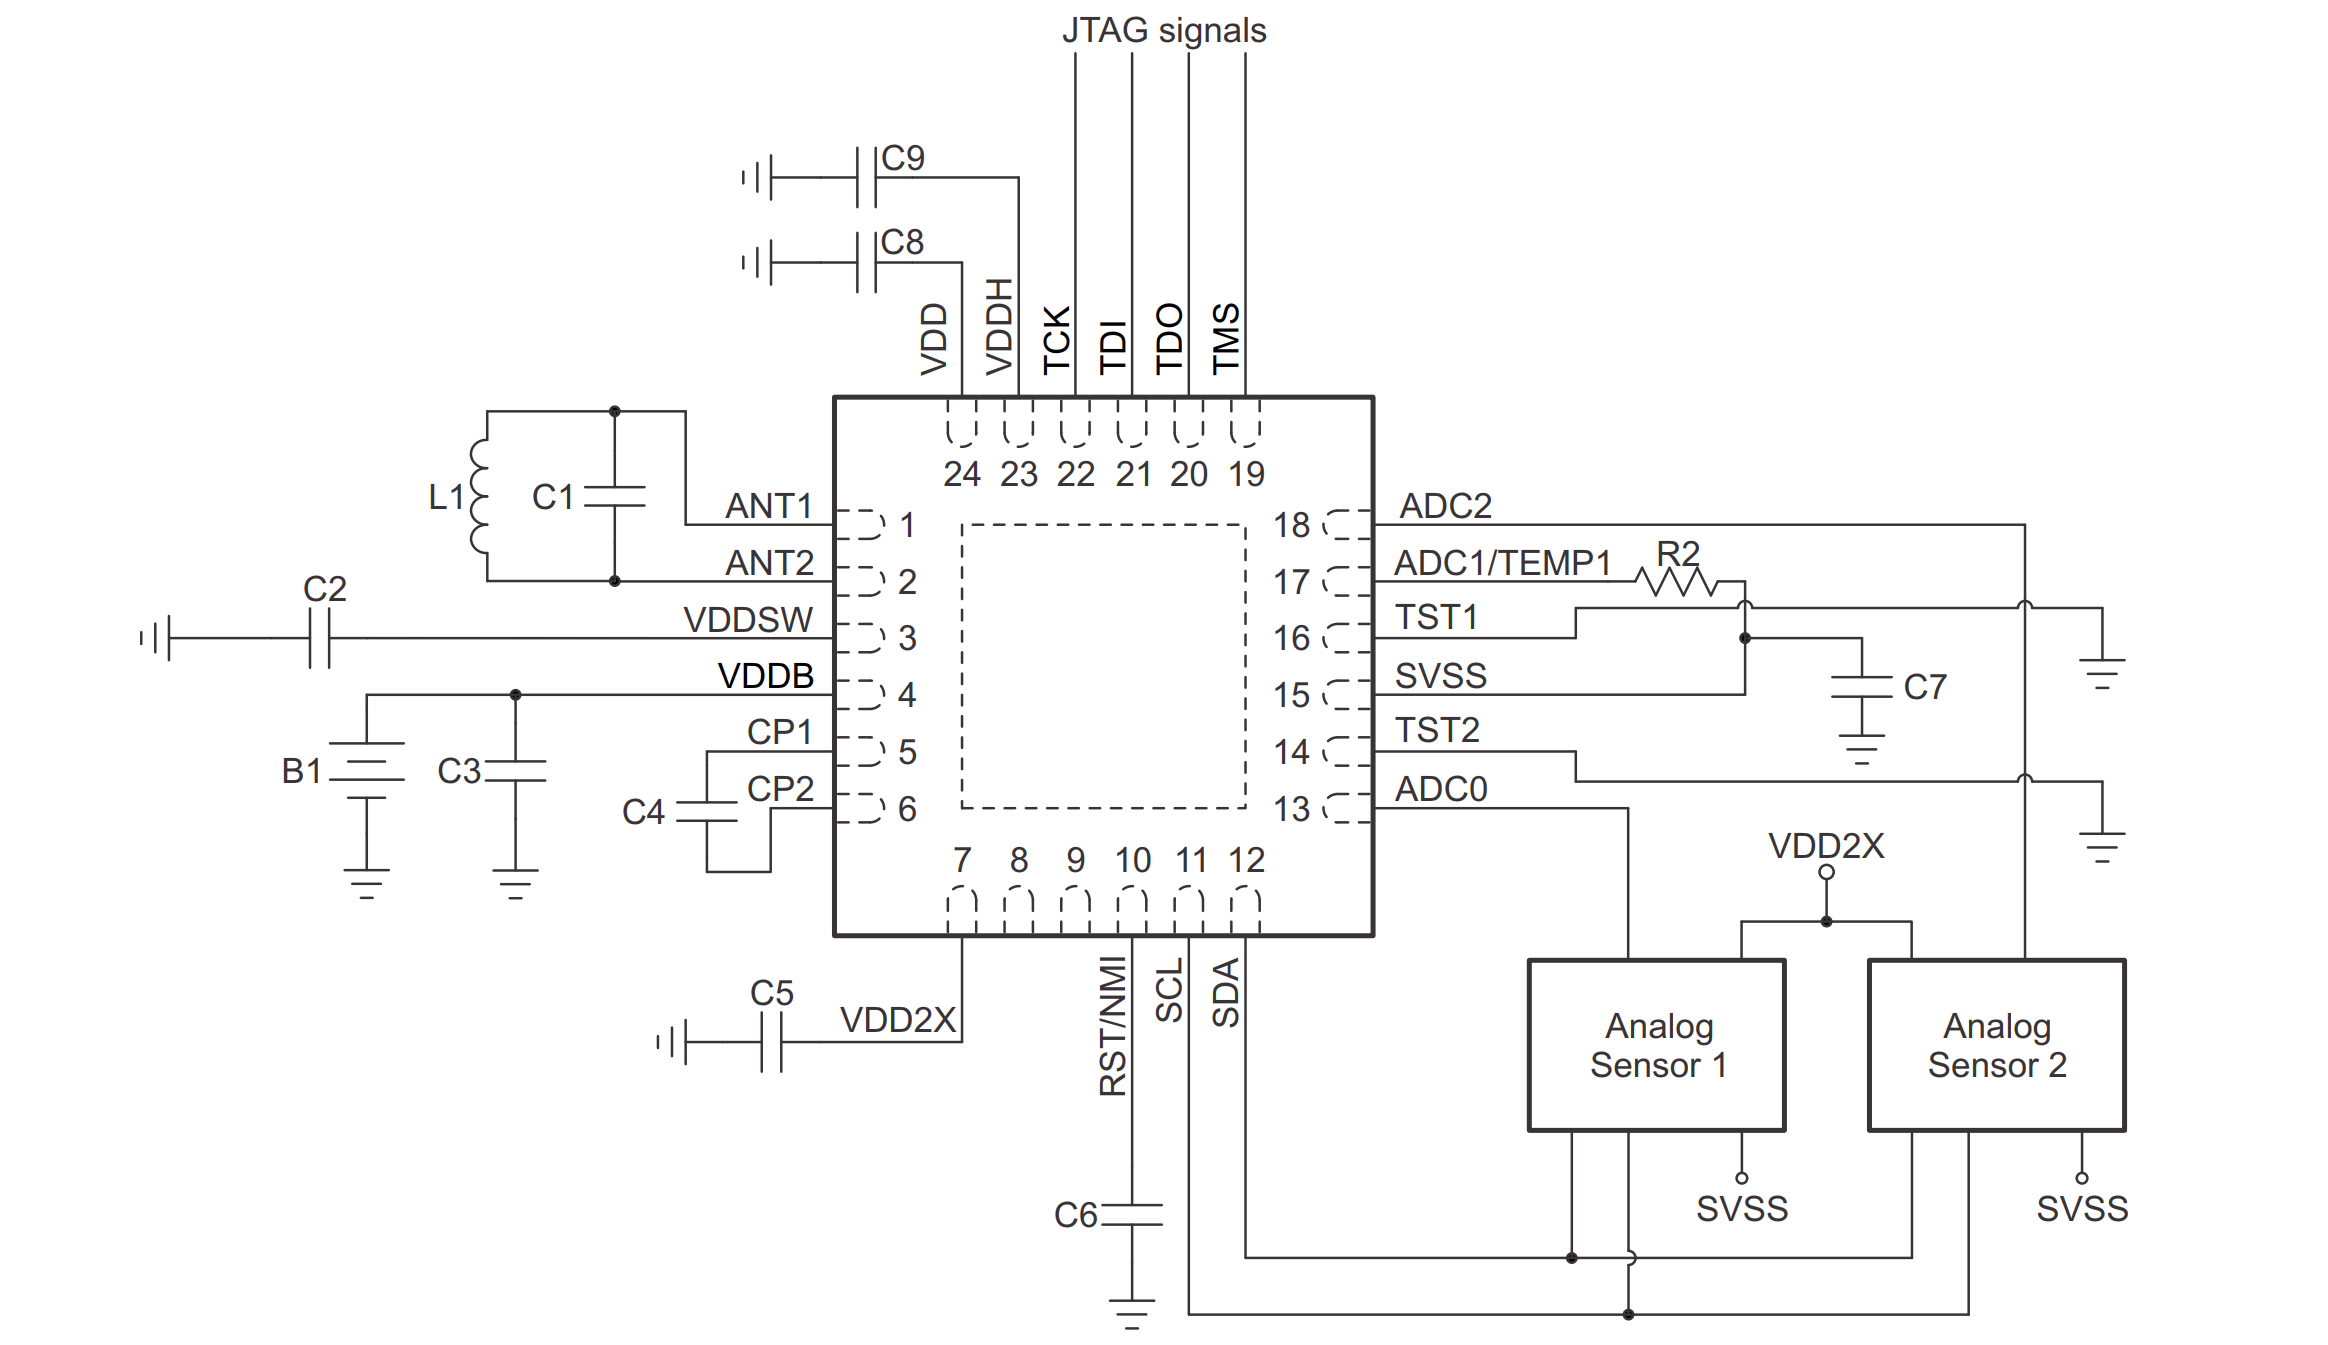 JTAG signals
C9
C8
VDD
VDDH
TCK
TDI
TDO
TMS
24 23 22 21 20 19
L1
C1
ANT1
1
ANT2
2
C2
VDDSW
3
VDDB
4
B1
C3
CP1
5
C4
CP2
6
18
ADC2
17
ADC1/TEMP1
R2
16
TST1
15
SVSS
C7
14
TST2
13
ADC0
7 8 9 10 11 12
VDD2X
C5
VDD2X
RST/NMI
SCL
SDA
C6
Analog
Sensor 1
Analog
Sensor 2
SVSS
SVSS